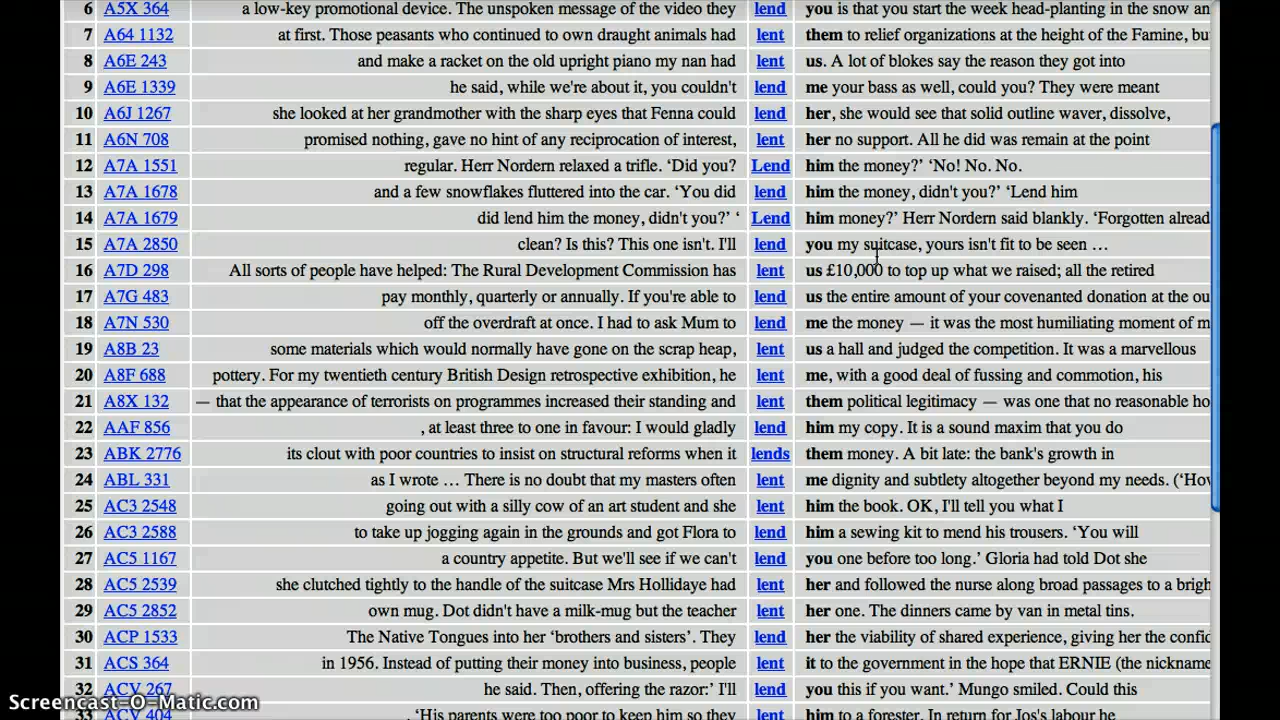 6 A5X 364 a low-key promotional device. The unspoken message of the video they lend you is that you start the week head-planting in the snow an
7 A64 1132 at first. Those peasants who continued to own draught animals had lent them to relief organizations at the height of the Famine, bu
8 A6E 243 and make a racket on the old upright piano my nan had lent us. A lot of blokes say the reason they got into
9 A6E 1339 he said, while we're about it, you couldn't lend me your bass as well, could you? They were meant
10 A6J 1267 she looked at her grandmother with the sharp eyes that Fenna could lend her, she would see that solid outline waver, dissolve,
11 A6N 708 promised nothing, gave no hint of any reciprocation of interest, lent her no support. All he did was remain at the point
12 A7A 1551 regular. Herr Nordern relaxed a trifle. ‘Did you? Lend him the money?’ ‘No! No. No.
13 A7A 1678 and a few snowflakes fluttered into the car. ‘You did lend him the money, didn't you?’ ‘Lend him
14 A7A 1679 did lend him the money, didn't you?’ ‘ Lend him money?’ Herr Nordern said blankly. ‘Forgotten alread
15 A7A 2850 clean? Is this? This one isn't. I'll lend you my suitcase, yours isn't fit to be seen …
16 A7D 298 All sorts of people have helped: The Rural Development Commission has lent us £10,000 to top up what we raised; all the retired
17 A7G 483 pay monthly, quarterly or annually. If you're able to lend us the entire amount of your covenanted donation at the ou
18 A7N 530 off the overdraft at once. I had to ask Mum to lend me the money — it was the most humiliating moment of m
19 A8B 23 some materials which would normally have gone on the scrap heap, lent us a hall and judged the competition. It was a marvellous
20 A8F 688 pottery. For my twentieth century British Design retrospective exhibition, he lent me, with a good deal of fussing and commotion, his
21 A8X 132 — that the appearance of terrorists on programmes increased their standing and lent them political legitimacy — was one that no reasonable ho
22 AAF 856 , at least three to one in favour: I would gladly lend him my copy. It is a sound maxim that you do
23 ABK 2776 its clout with poor countries to insist on structural reforms when it lends them money. A bit late: the bank's growth in
24 ABL 331 as I wrote … There is no doubt that my masters often lent me dignity and subtlety altogether beyond my needs. (‘How
25 AC3 2548 going out with a silly cow of an art student and she lent him the book. OK, I'll tell you what I
26 AC3 2588 to take up jogging again in the grounds and got Flora to lend him a sewing kit to mend his trousers. ‘You will
27 AC5 1167 a country appetite. But we'll see if we can't lend you one before too long.’ Gloria had told Dot she
28 AC5 2539 she clutched tightly to the handle of the suitcase Mrs Hollidaye had lent her and followed the nurse along broad passages to a brigh
29 AC5 2852 own mug. Dot didn't have a milk-mug but the teacher lent her one. The dinners came by van in metal tins.
30 ACP 1533 The Native Tongues into her ‘brothers and sisters’. They lend her the viability of shared experience, giving her the confid
31 ACS 364 in 1956. Instead of putting their money into business, people lent it to the government in the hope that ERNIE (the nickname
32 ACV 267 he said. Then, offering the razor:’ I'll lend you this if you want.’ Mungo smiled. Could this
33 ACV 404 . ‘His parents were too poor to keep him so they lent him to a forester. In return for Jos's labour he
Screencast-O-Matic.com